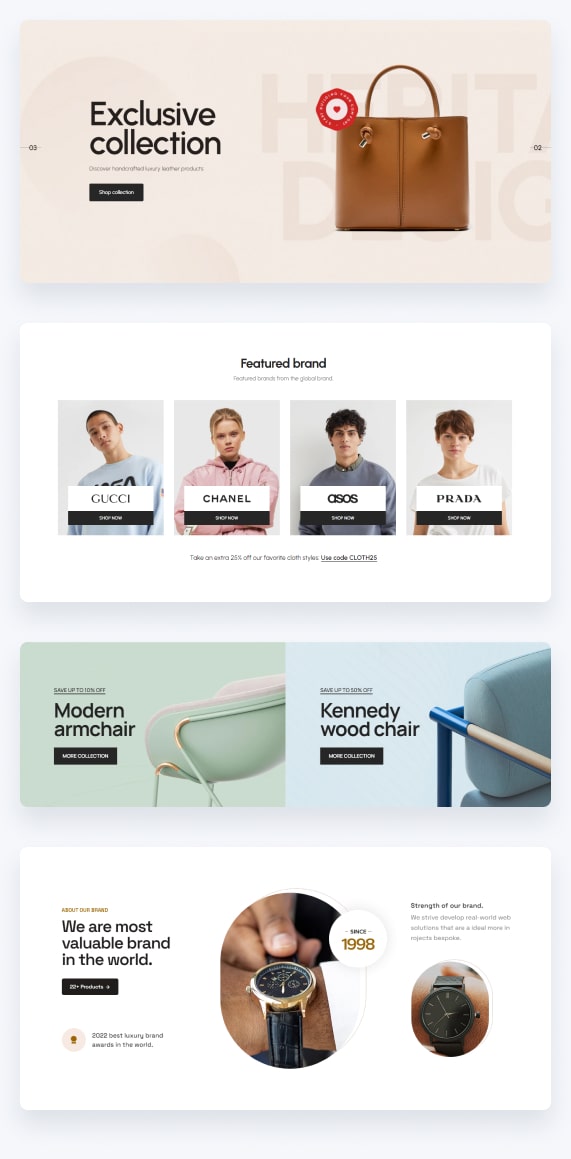 HERITA
DESIG
Exclusive
collection
Discover handcrafted luxury leather products
Shop collection
03
02
Featured brand
Featured brands from the global brand
GUCCI
SHOP NOW
CHANEL
SHOP NOW
asos
SHOP NOW
PRADA
SHOP NOW
Take an extra 25% off our favorite cloth styles: Use code CLOTH25
SAVE UP TO 10% OFF
Modern
armchair
MORE COLLECTION
SAVE UP TO 50% OFF
Kennedy
wood chair
MORE COLLECTION
ABOUT OUR BRAND
We are most
valuable brand
in the world.
22+ Products →
2022 best luxury brand
awards in the world.
SINCE
1998
Strength of our brand.
We strive develop real-world web
solutions that are a ideal more in
rojects bespoke.